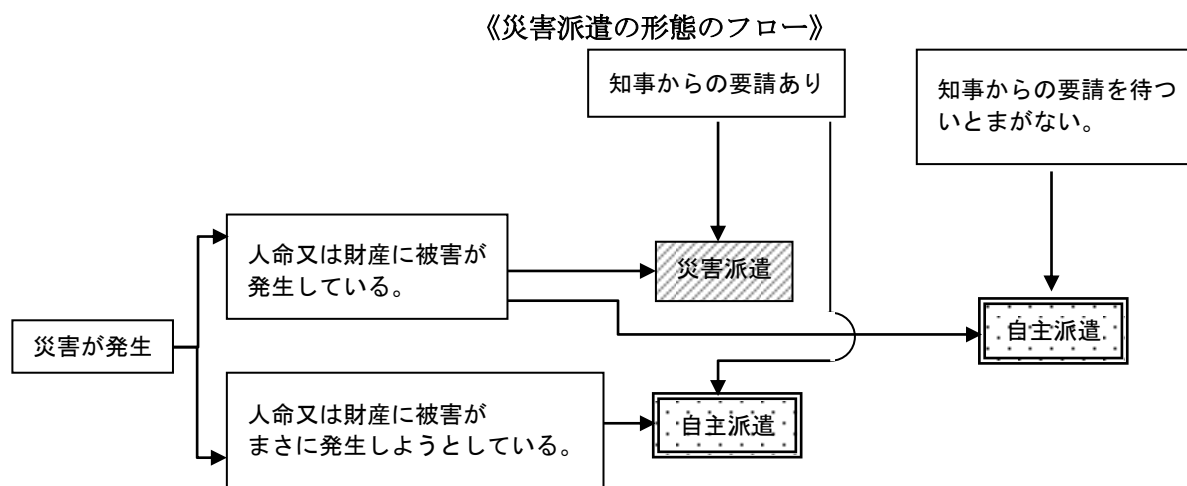 《災害派遣の形態のフロー》
知事からの要請あり
知事からの要請を待つ
いとまがない。
人命又は財産に被害が
発生している。
災害派遣
自主派遣
災害が発生
人命又は財産に被害が
まさに発生しようとしている。
自主派遣